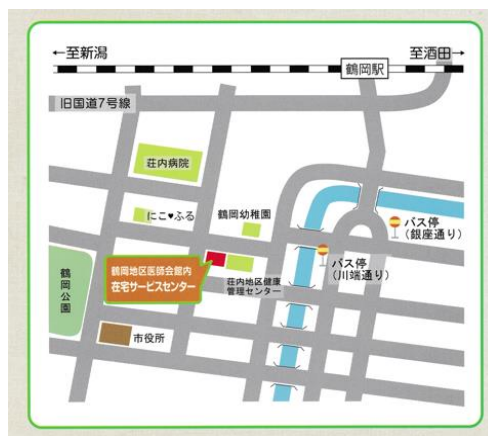 ←至新潟
至酒田→
鶴岡駅
旧国道7号線
荘内病院
にこ♥ふる
鶴岡幼稚園
バス停
(銀座通り)
バス停
(川端通り)
鶴岡公園
鶴岡地区医師会館内
在宅サービスセンター
荘内地区健康
管理センター
市役所